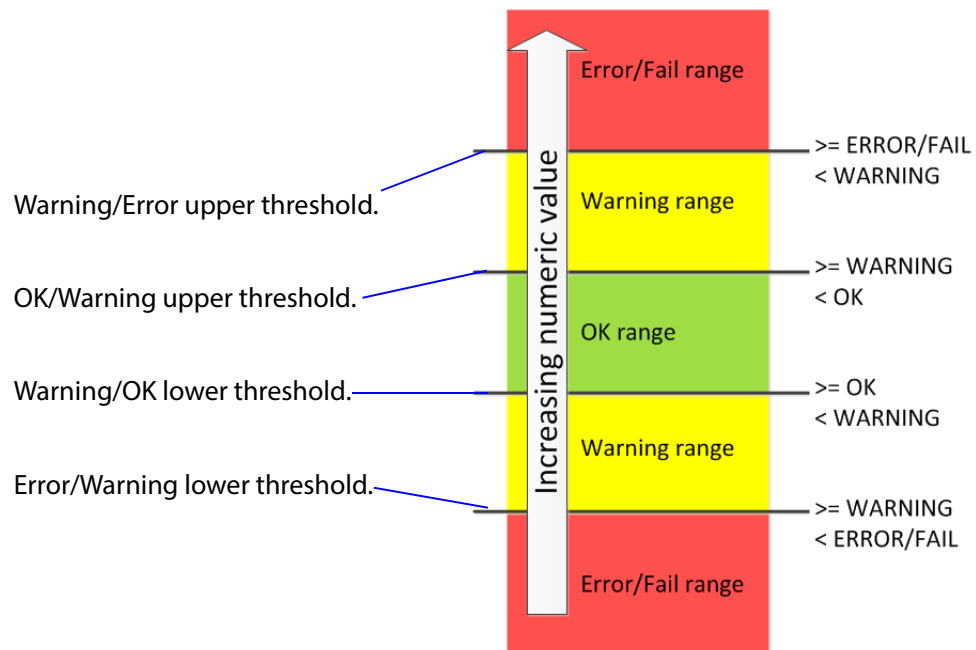 Error/Fail range
>= ERROR/FAIL
< WARNING
Warning/Error upper threshold.
Warning range
>= WARNING
< OK
OK/Warning upper threshold.
Increasing numeric value
OK range
Warning/OK lower threshold.
>= OK
< WARNING
Warning range
Error/Warning lower threshold.
>= WARNING
< ERROR/FAIL
Error/Fail range